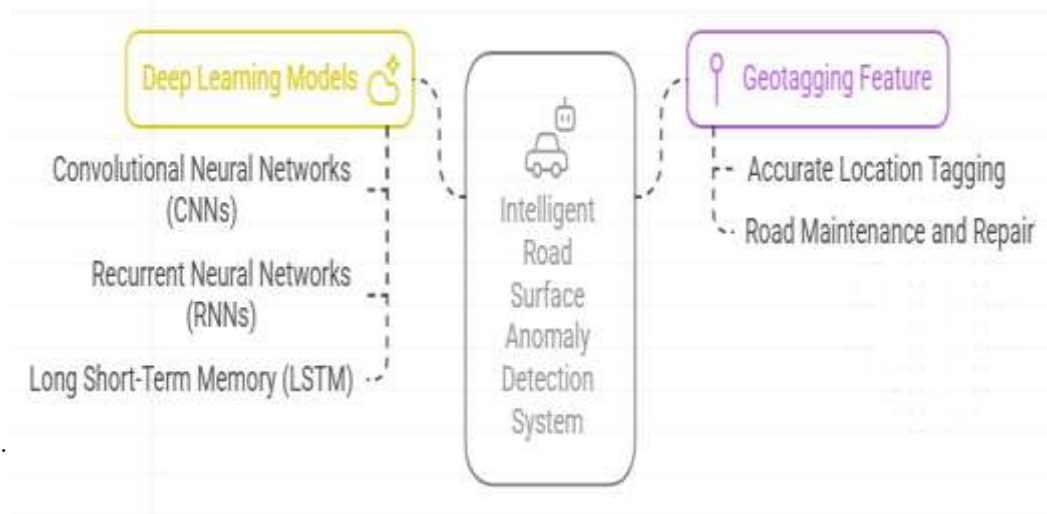 Deep Learning Models
Convolutional Neural Networks
(CNNs)
Recurrent Neural Networks
(RNNs)
Long Short-Term Memory (LSTM)
Intelligent
Road
Surface
Anomaly
Detection
System
Geotagging Feature
Accurate Location Tagging
Road Maintenance and Repair
.